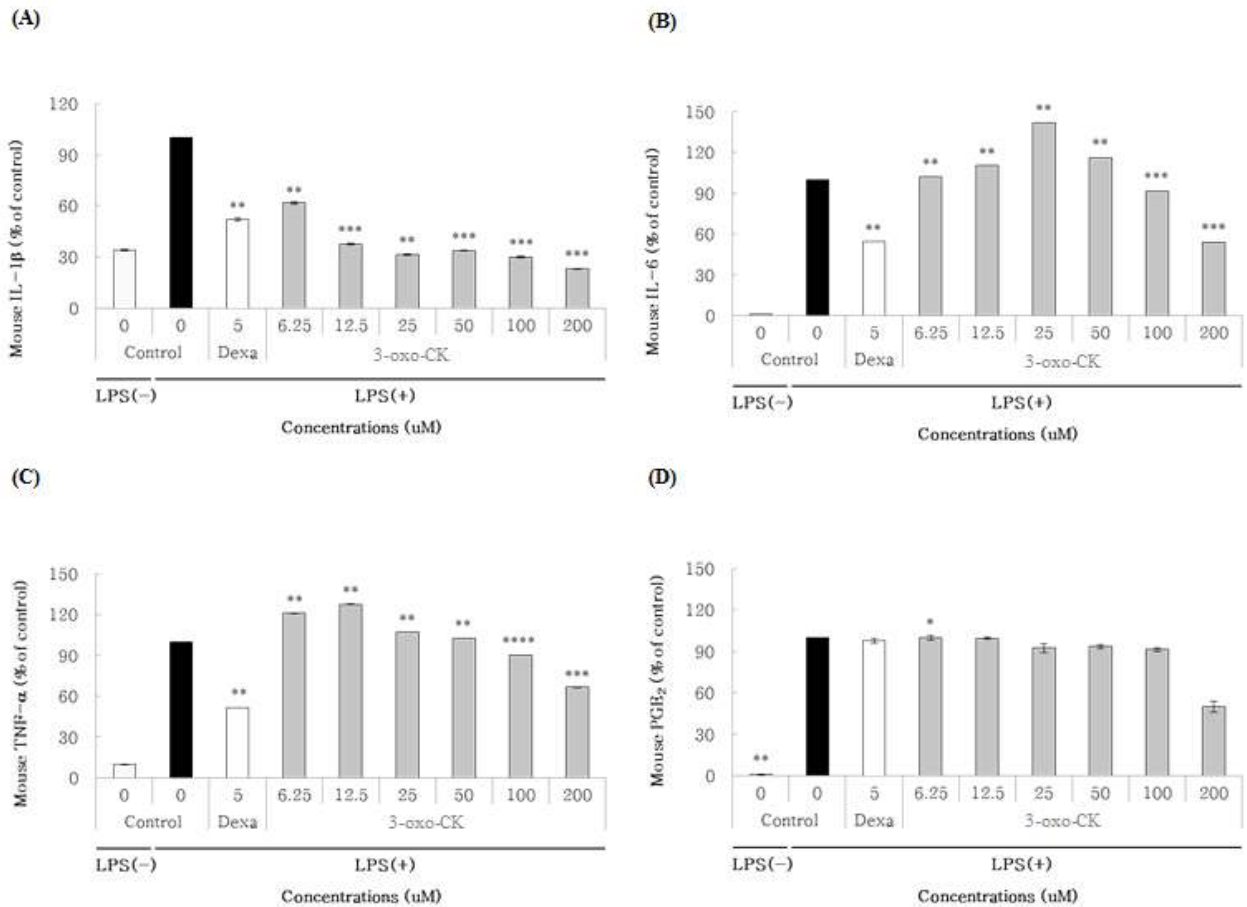 (A)
Mouse IL-1β (% of control)
120
90
60
30
0
**
**
***
**
***
***
***
0 0 5 6.25 12.5 25 50 100 200
Control Dexa 3-oxo-CK
LPS(-) LPS(+)
Concentrations (uM)
(B)
Mouse IL-6 (% of control)
150
120
90
60
30
0
**
**
**
**
**
***
***
0 0 5 6.25 12.5 25 50 100 200
Control Dexa 3-oxo-CK
LPS(-) LPS(+)
Concentrations (uM)
(C)
Mouse TNF-α (% of control)
150
120
90
60
30
0
**
**
**
**
**
****
***
0 0 5 6.25 12.5 25 50 100 200
Control Dexa 3-oxo-CK
LPS(-) LPS(+)
Concentrations (uM)
(D)
Mouse PGE₂ (% of control)
150
120
90
60
30
0
**
*
0 0 5 6.25 12.5 25 50 100 200
Control Dexa 3-oxo-CK
LPS(-) LPS(+)
Concentrations (uM)